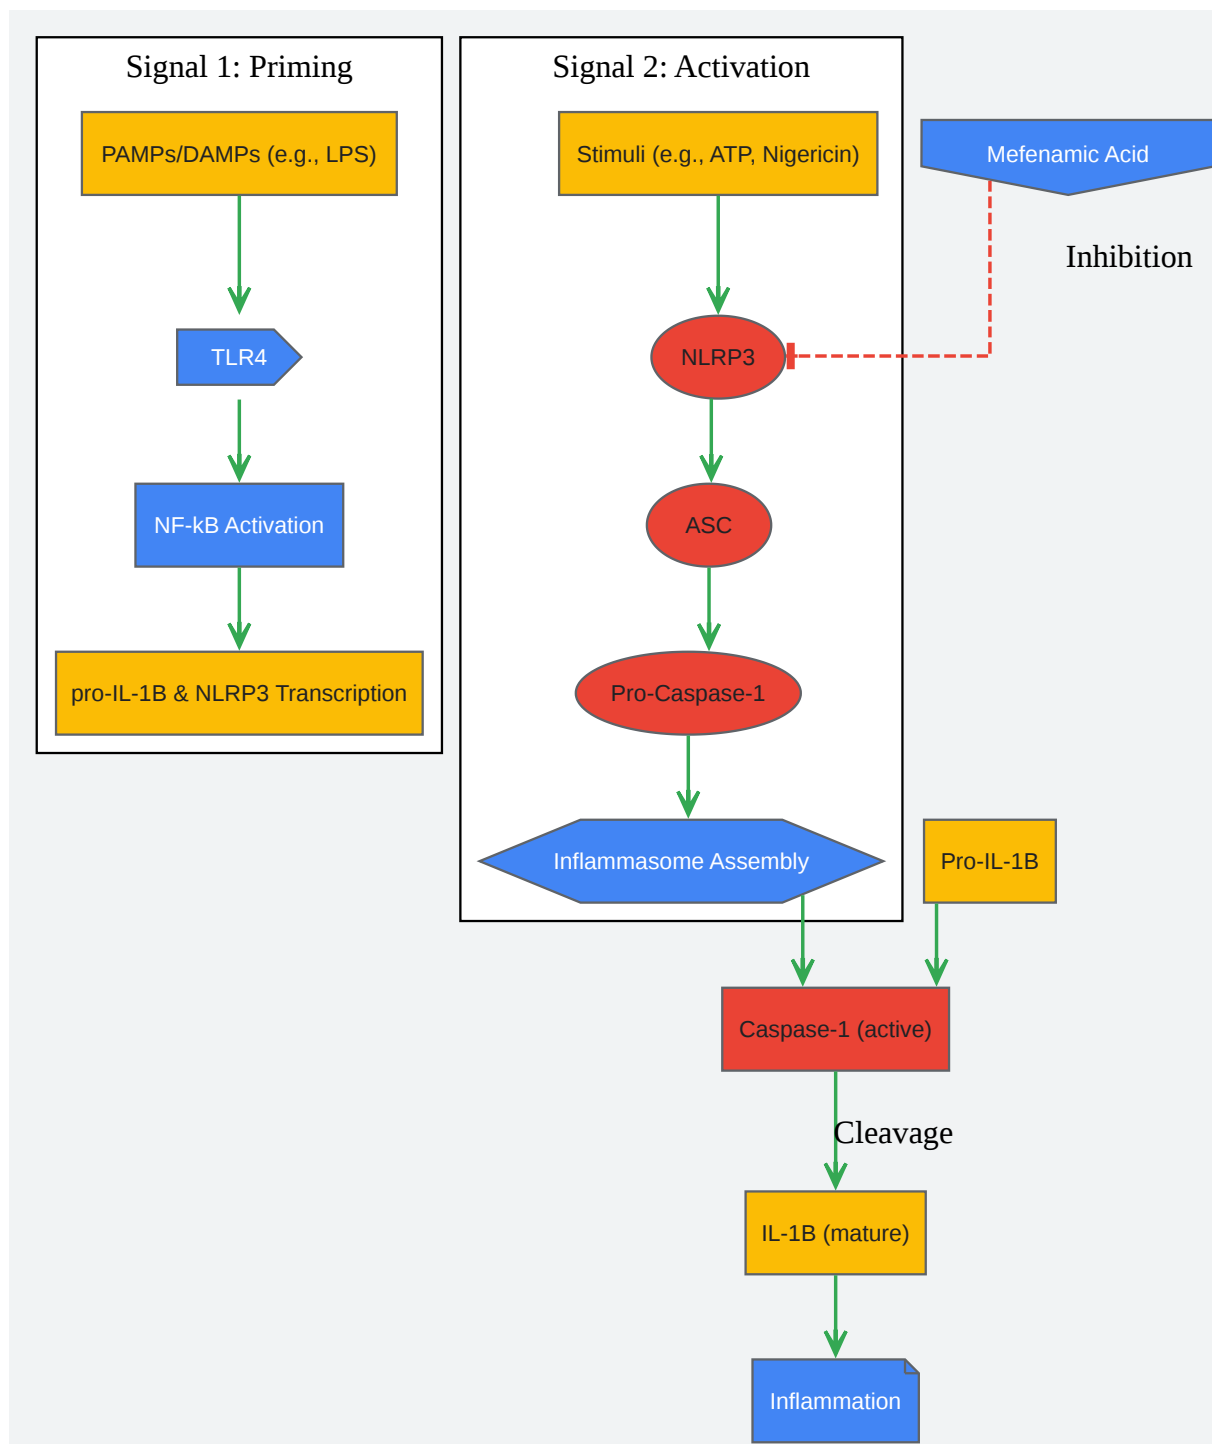 Signal 1: Priming
PAMPs/DAMPs (e.g., LPS)
TLR4
NF-kB Activation
pro-IL-1B & NLRP3 Transcription
Signal 2: Activation
Stimuli (e.g., ATP, Nigericin)
NLRP3
ASC
Pro-Caspase-1
Inflammasome Assembly
Mefenamic Acid
Inhibition
Pro-IL-1B
Caspase-1 (active)
Cleavage
IL-1B (mature)
Inflammation